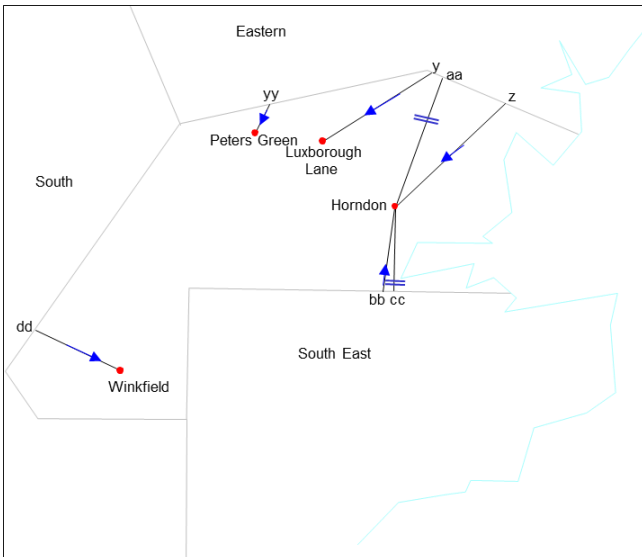 Eastern
y
aa
yy
z
Peters Green
Luxborough
Lane
South
Horndon
bb cc
dd
South East
Winkfield